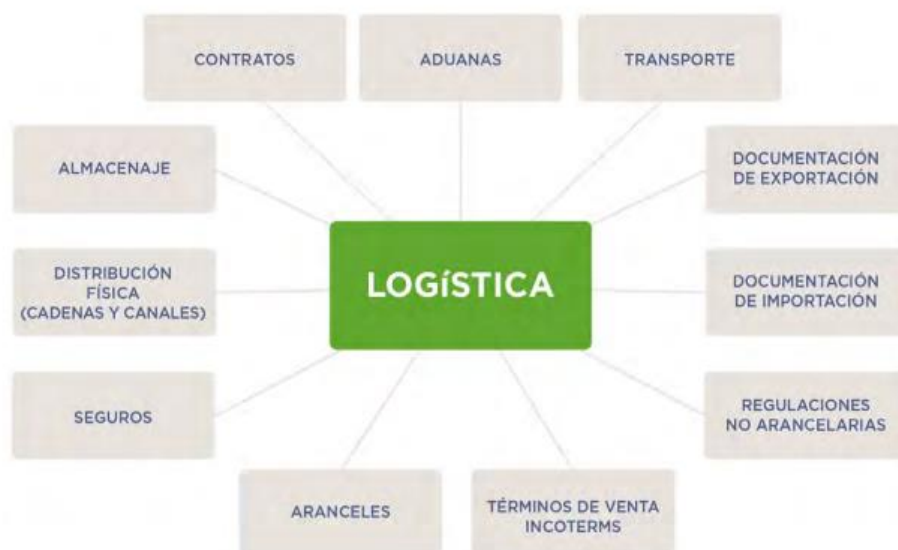 CONTRATOS
ADUANAS
TRANSPORTE
ALMACENAJE
DOCUMENTACIÓN
DE EXPORTACIÓN
DISTRIBUCIÓN
FÍSICA
(CADENAS Y CANALES)
LOGíSTICA
DOCUMENTACIÓN
DE IMPORTACIÓN
SEGUROS
REGULACIONES
NO ARANCELARIAS
ARANCELES
TÉRMINOS DE VENTA
INCOTERMS